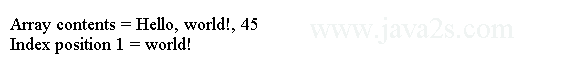 Array contents = Hello, world!, 45
www.java2s.com
Index position 1 = world!